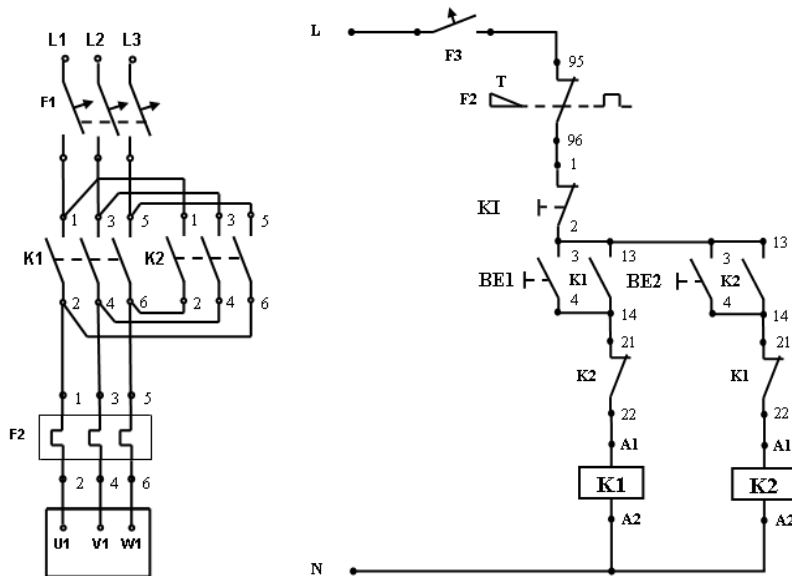 L1 L2 L3
F1
1 3 5 1 3 5
K1 K2
2 4 6 2 4 6
1 3 5
F2
2 4 6
U1 V1 W1
L
F3
95
T
F2
96
1
KI
2
13
3 13 3
BE1 K1 BE2 K2
4 4
14 14
21 21
K2 K1
22 22
A1 A1
K1 K2
A2 A2
N